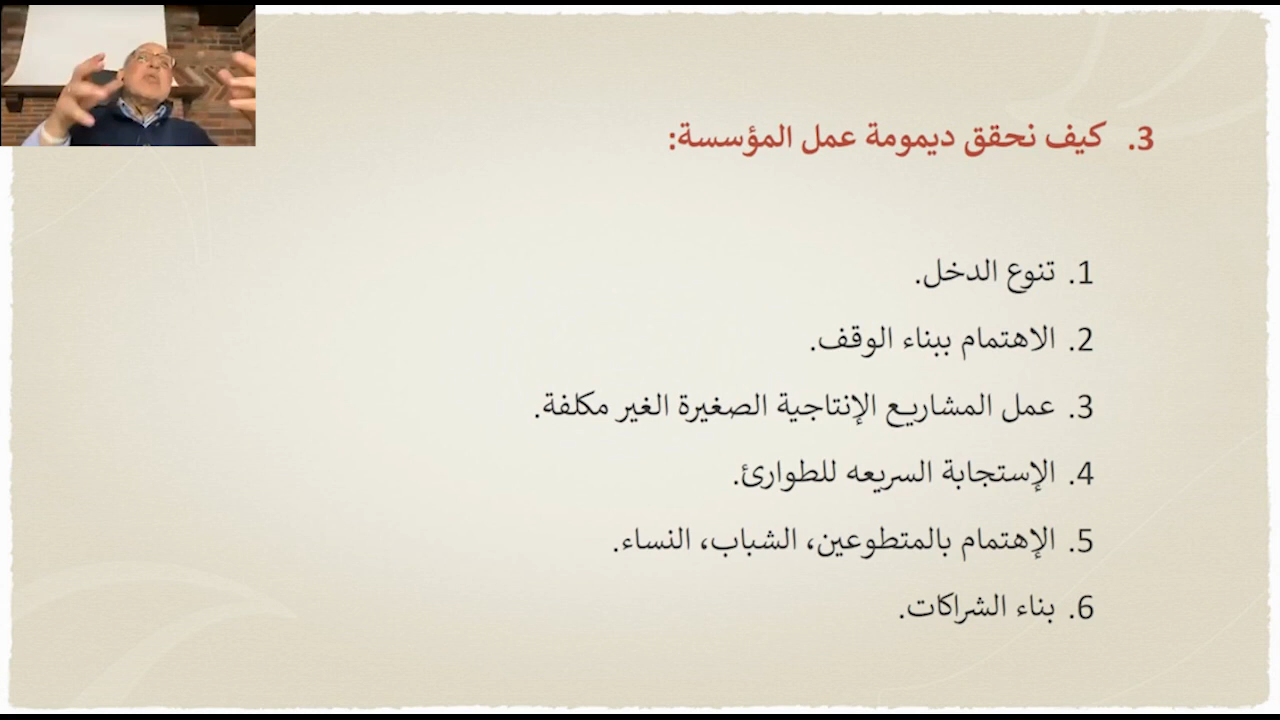 3. كيف نحقق ديمومة عمل المؤسسة:
1. تنوع الدخل.
2. الاهتمام ببناء الوقف.
3. عمل المشاريع الإنتاجية الصغيرة الغير مكلفة.
4. الإستجابة السريعه للطوارئ.
5. الإهتمام بالمتطوعين، الشباب، النساء.
6. بناء الشراكات.